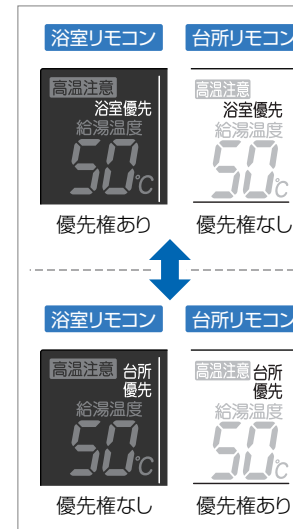 浴室リモコン
台所リモコン
高温注意
浴室優先
給湯温度
50℃
高温注意
浴室優先
給湯温度
50℃
優先権あり
優先権なし
浴室リモコン
台所リモコン
高温注意
台所
優先
給湯温度
50℃
高温注意
台所
優先
給湯温度
50℃
優先権なし
優先権あり